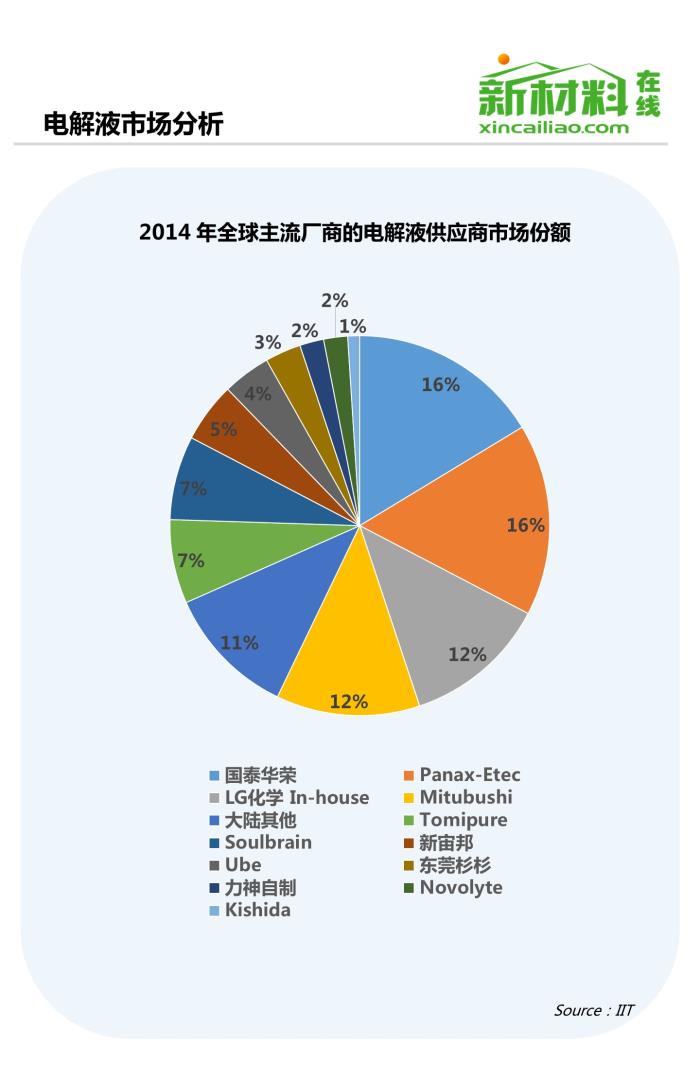 新材料在线
xincailiao.com
电解液市场分析
2014 年全球主流厂商的电解液供应商市场份额
2%
2%
1%
3%
4%
16%
5%
7%
16%
7%
11%
12%
12%
国泰华荣
Panax-Etec
LG化学 In-house
Mitubushi
大陆其他
Tomipure
Soulbrain
新宙邦
Ube
东莞杉杉
力神自制
Novolyte
Kishida
Source：IIT